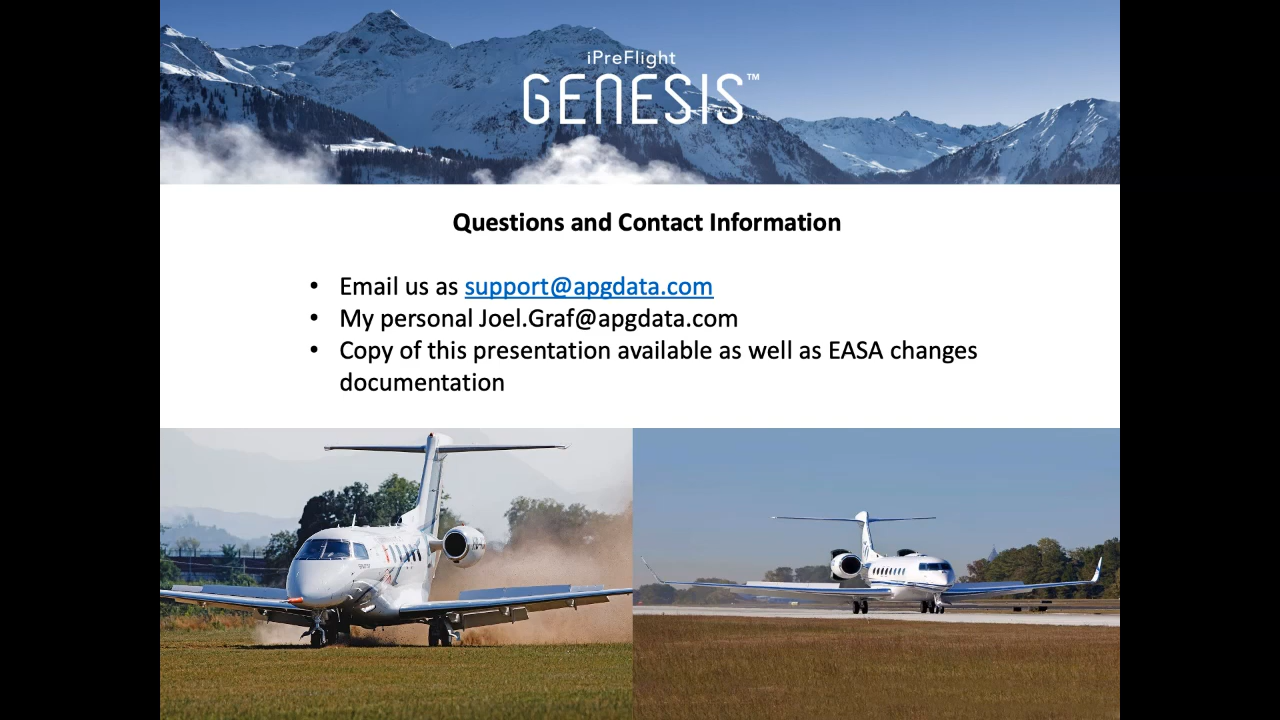 iPreFlight
GENESIS™
Questions and Contact Information
• Email us as support@apgdata.com
• My personal Joel.Graf@apgdata.com
• Copy of this presentation available as well as EASA changes
documentation